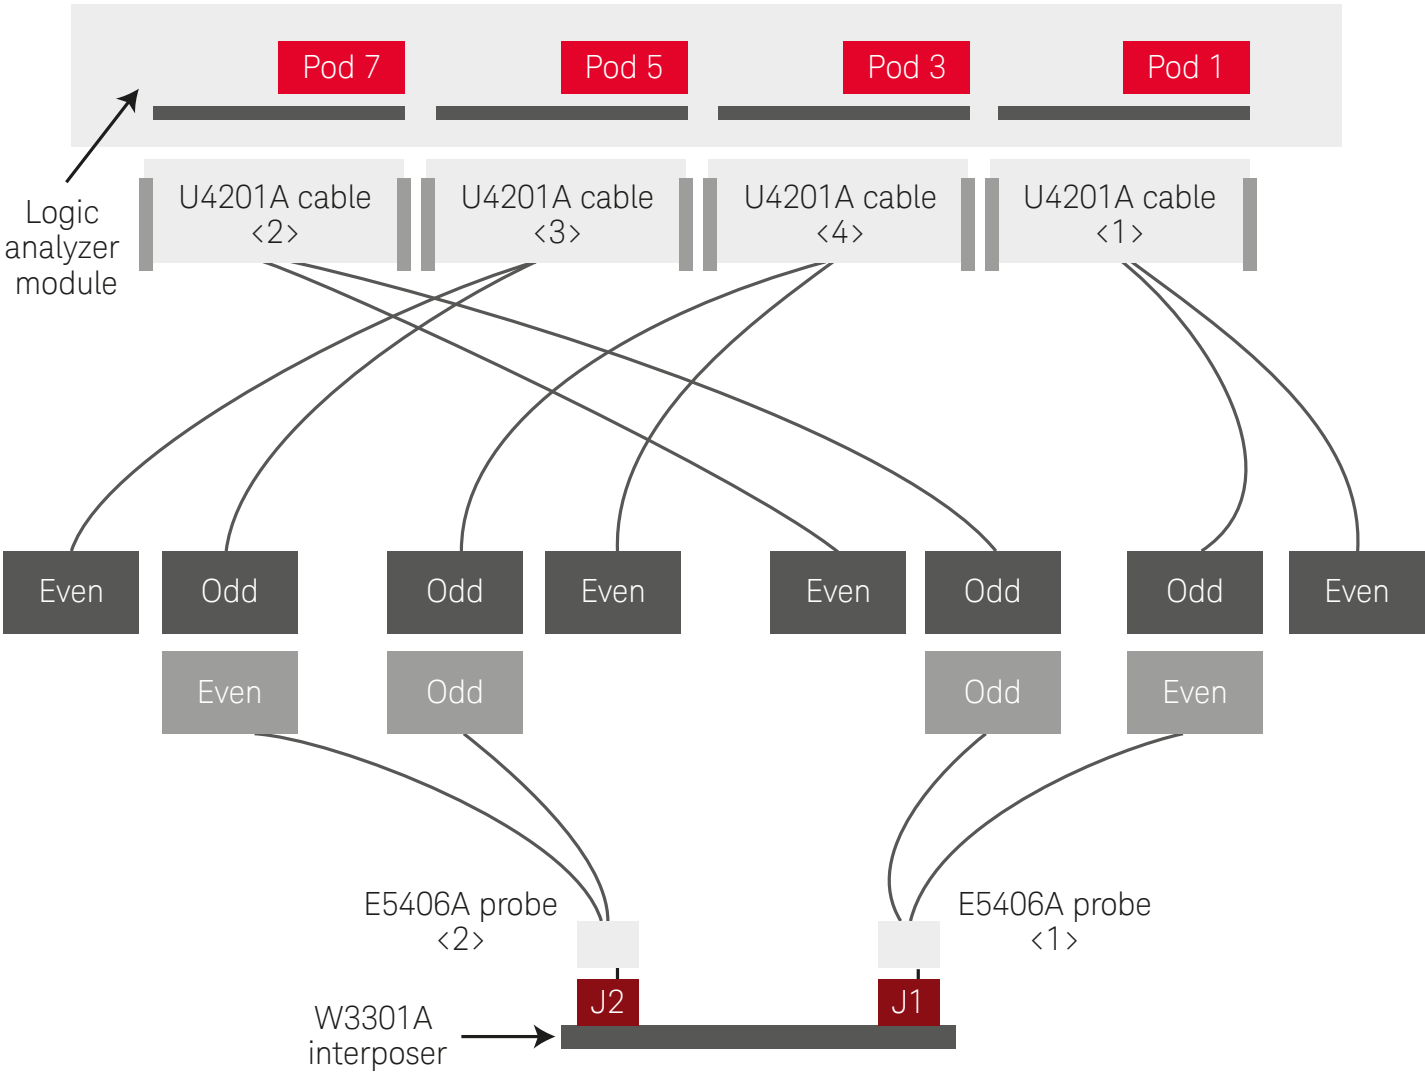 Pod 7
Pod 5
Pod 3
Pod 1
U4201A cable
<2>
U4201A cable
<3>
U4201A cable
<4>
U4201A cable
<1>
Logic
analyzer
module
Even
Odd
Odd
Even
Even
Odd
Odd
Even
Even
Odd
Odd
Even
E5406A probe
<2>
E5406A probe
<1>
J2
J1
W3301A
interposer